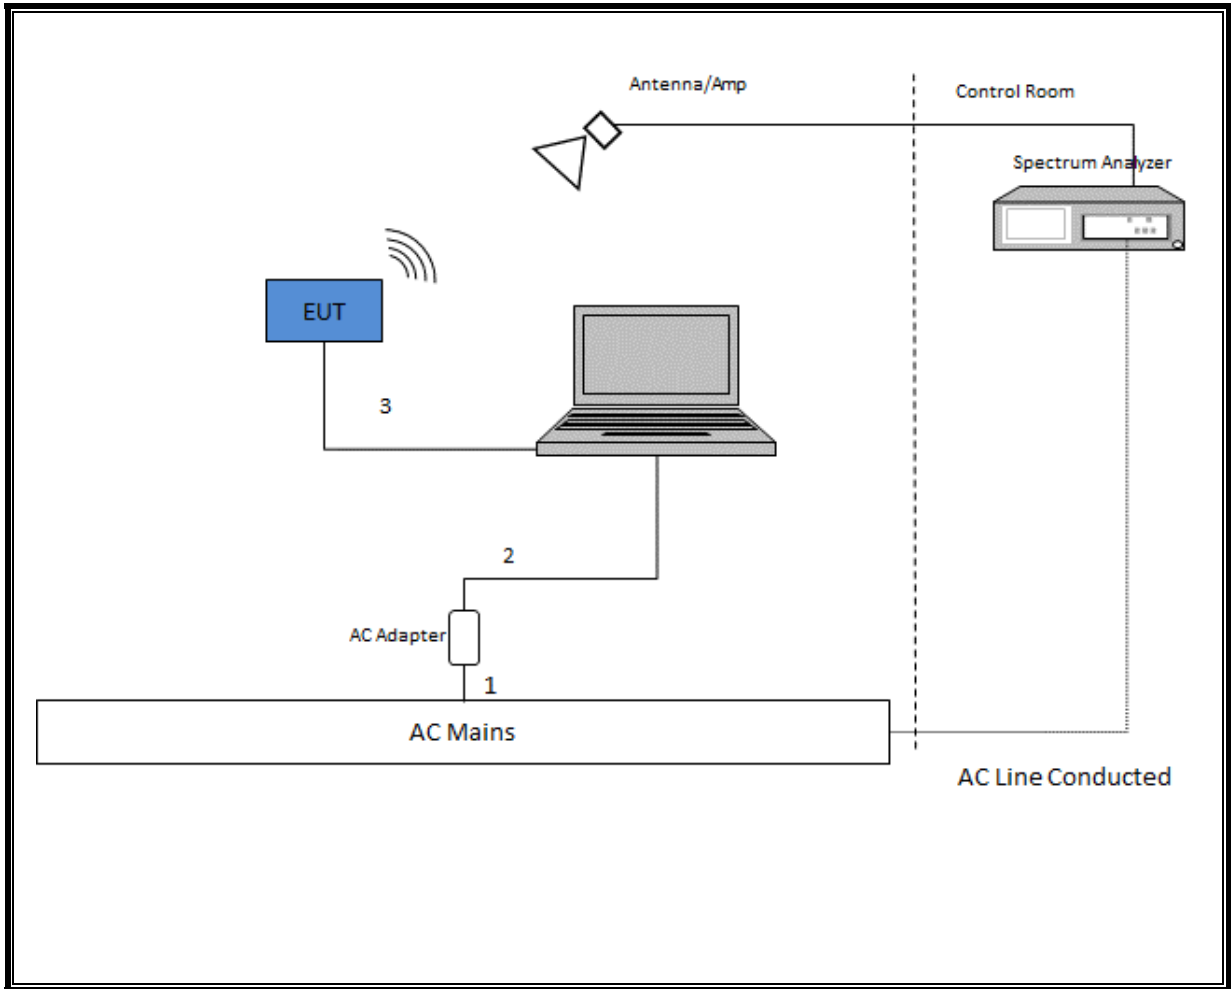 Antenna/Amp
Control Room
Spectrum Analyzer
EUT
3
2
AC Adapter
1
AC Mains
AC Line Conducted